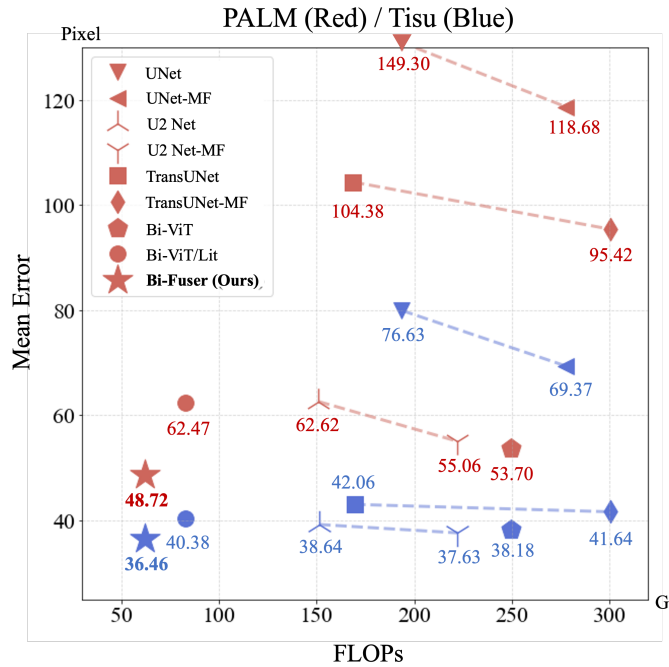 PALM (Red) / Tisu (Blue)
Pixel
UNet
UNet-MF
U2 Net
U2 Net-MF
TransUNet
TransUNet-MF
Bi-ViT
Bi-ViT/Lit
Bi-Fuser (Ours)
149.30
118.68
104.38
95.42
76.63
69.37
62.47
62.62
55.06
53.70
48.72
42.06
41.64
40.38
38.64
37.63
38.18
36.46
120
100
80
60
40
Mean Error
50
100
150
200
250
300
G
FLOPs